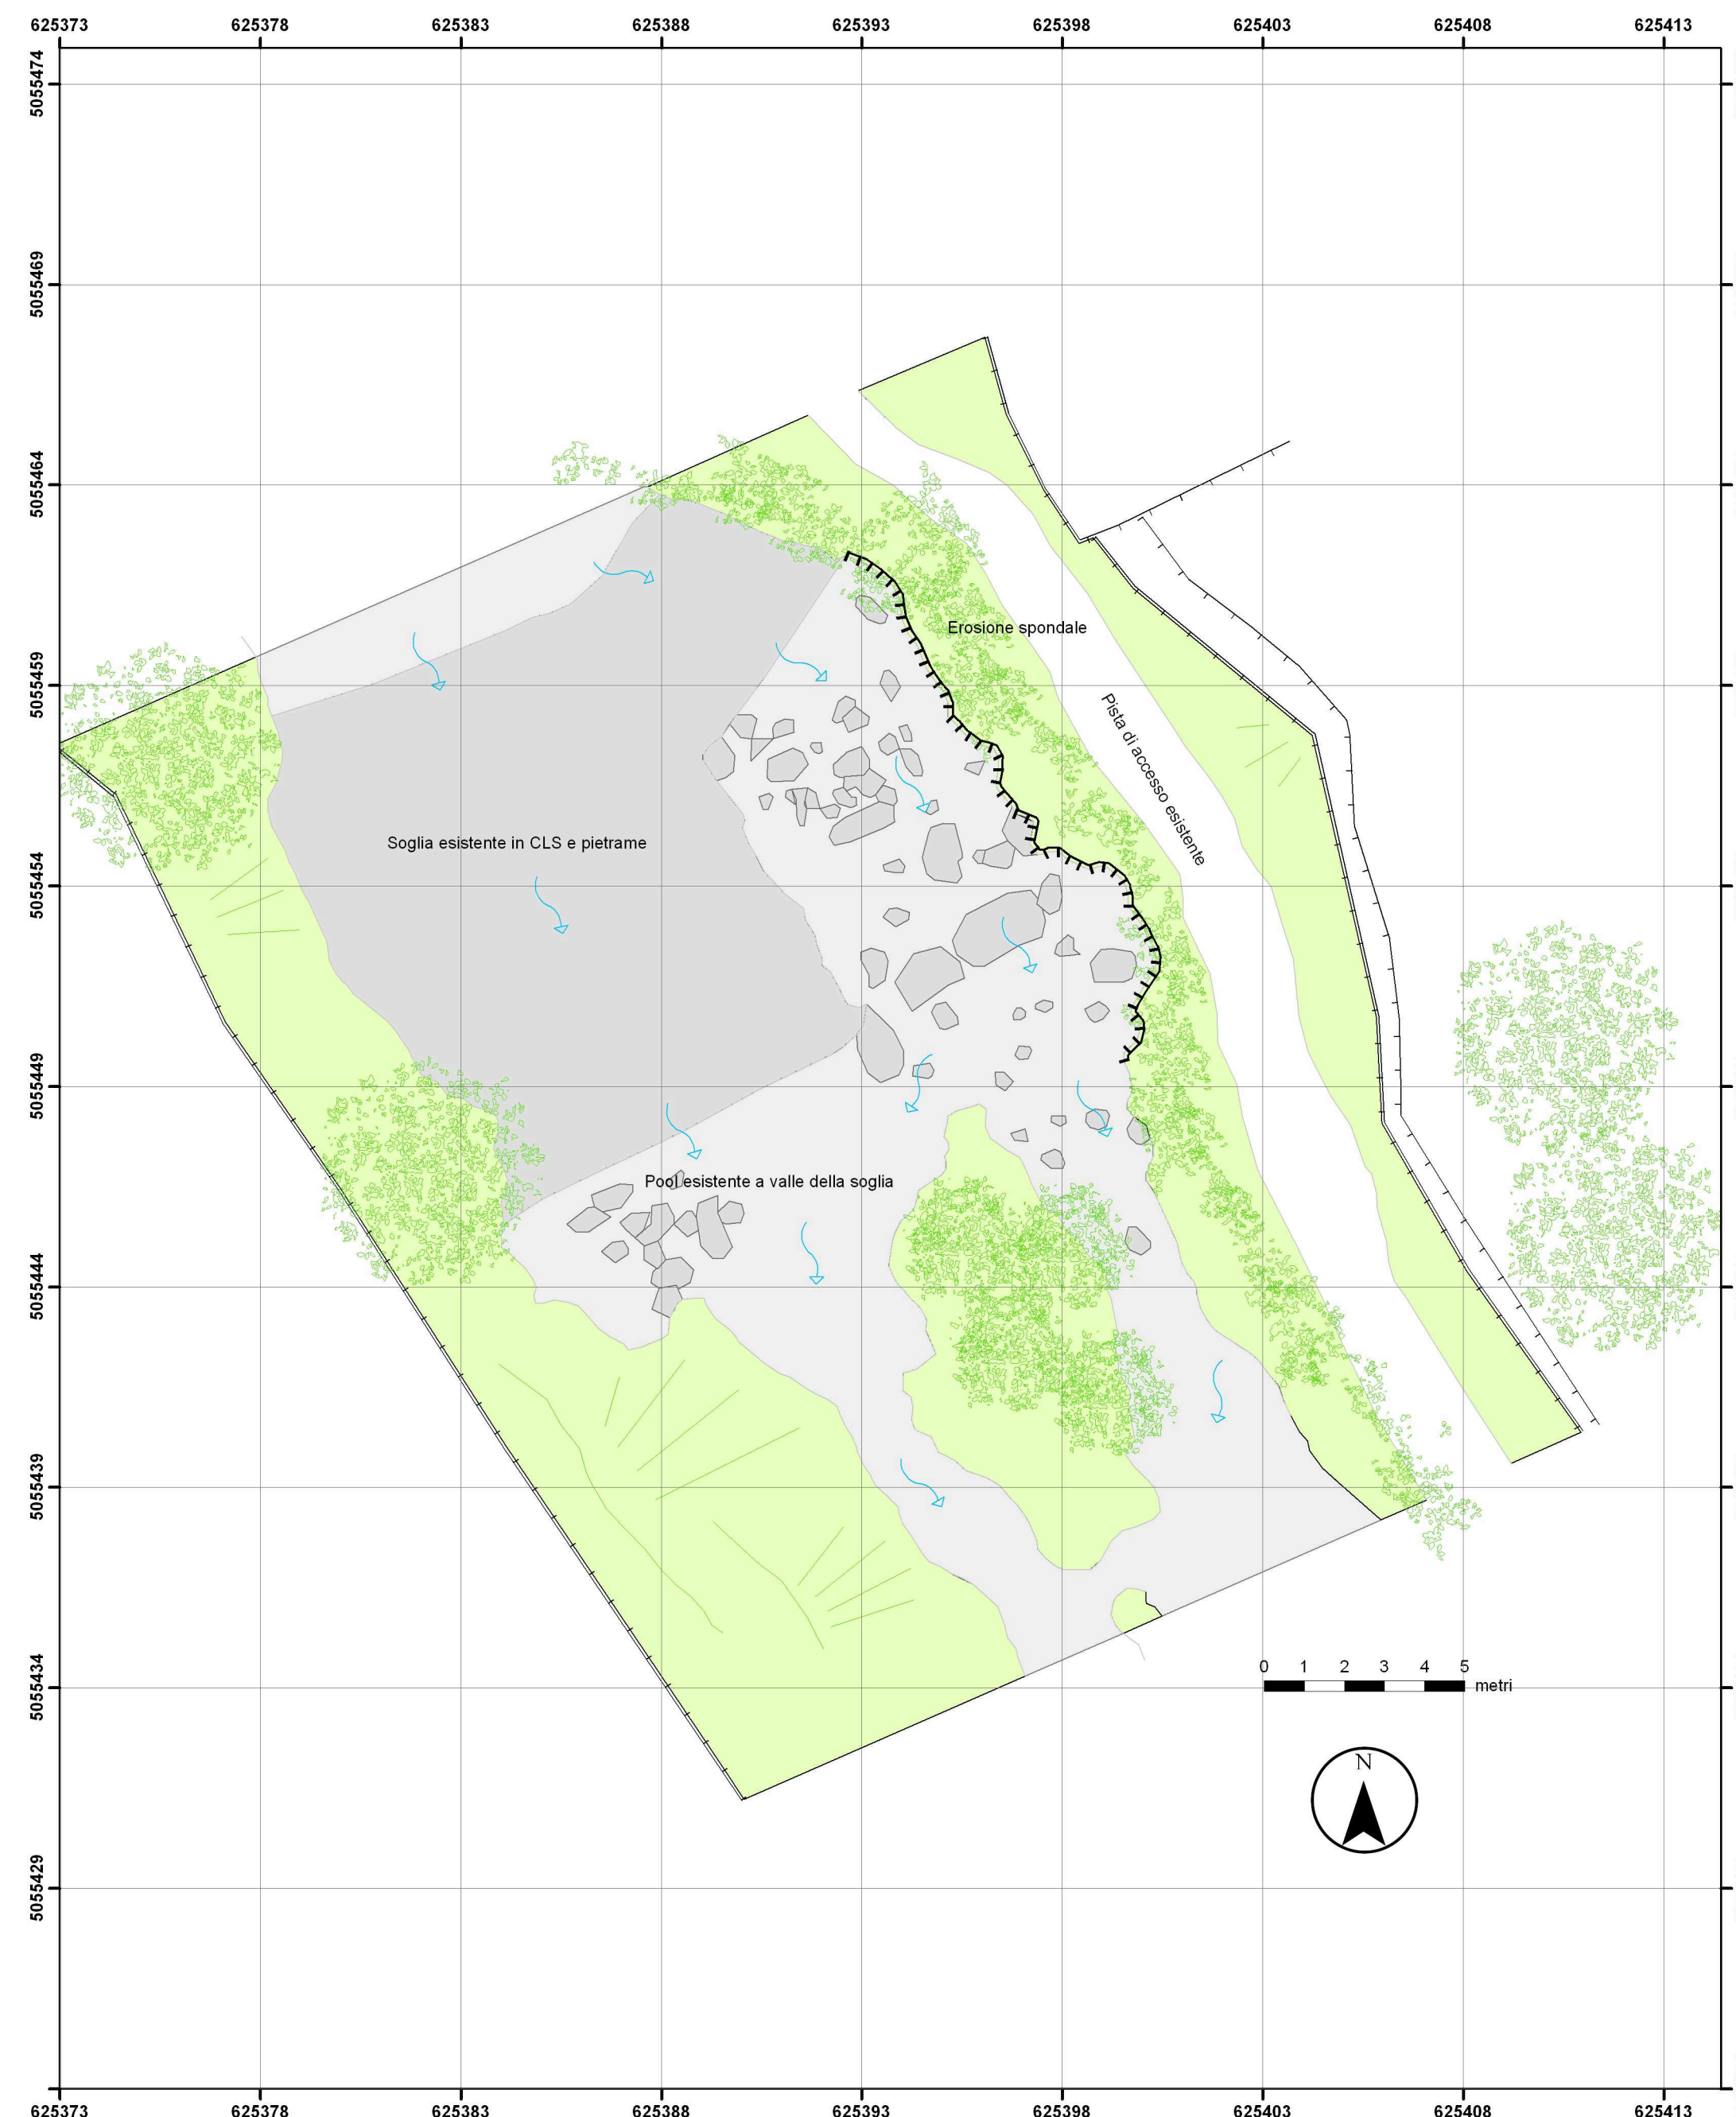 625373 625378 625383 625388 625393 625398 625403 625408 625413
5055474
5055469
5055464
5055459
5055454
5055449
5055444
5055439
5055434
5055429
Erosione spondale
Pista di accesso esistente
Soglia esistente in CLS e pietrame
Pool esistente a valle della soglia
0 1 2 3 4 5
metri
N
625373 625378 625383 625388 625393 625398 625403 625408 625413